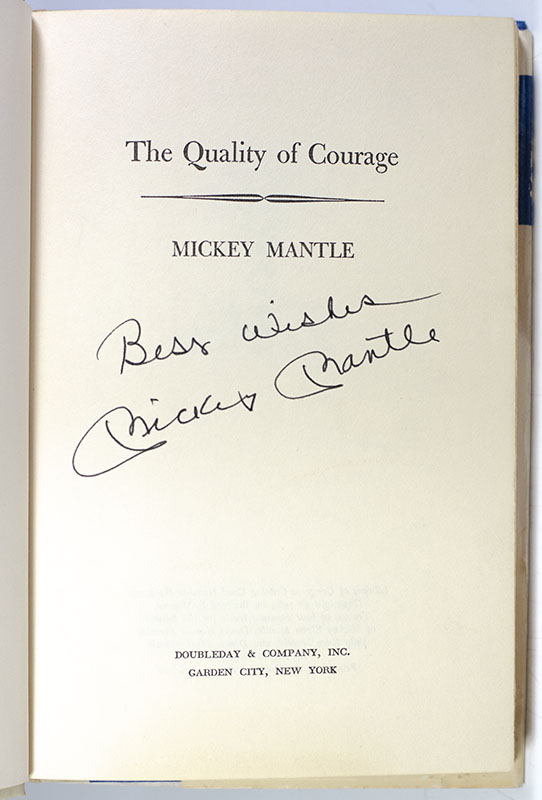 The Quality of Courage
MICKEY MANTLE
Best Wishes
Mickey Mantle
DOUBLEDAY & COMPANY, INC.
GARDEN CITY, NEW YORK